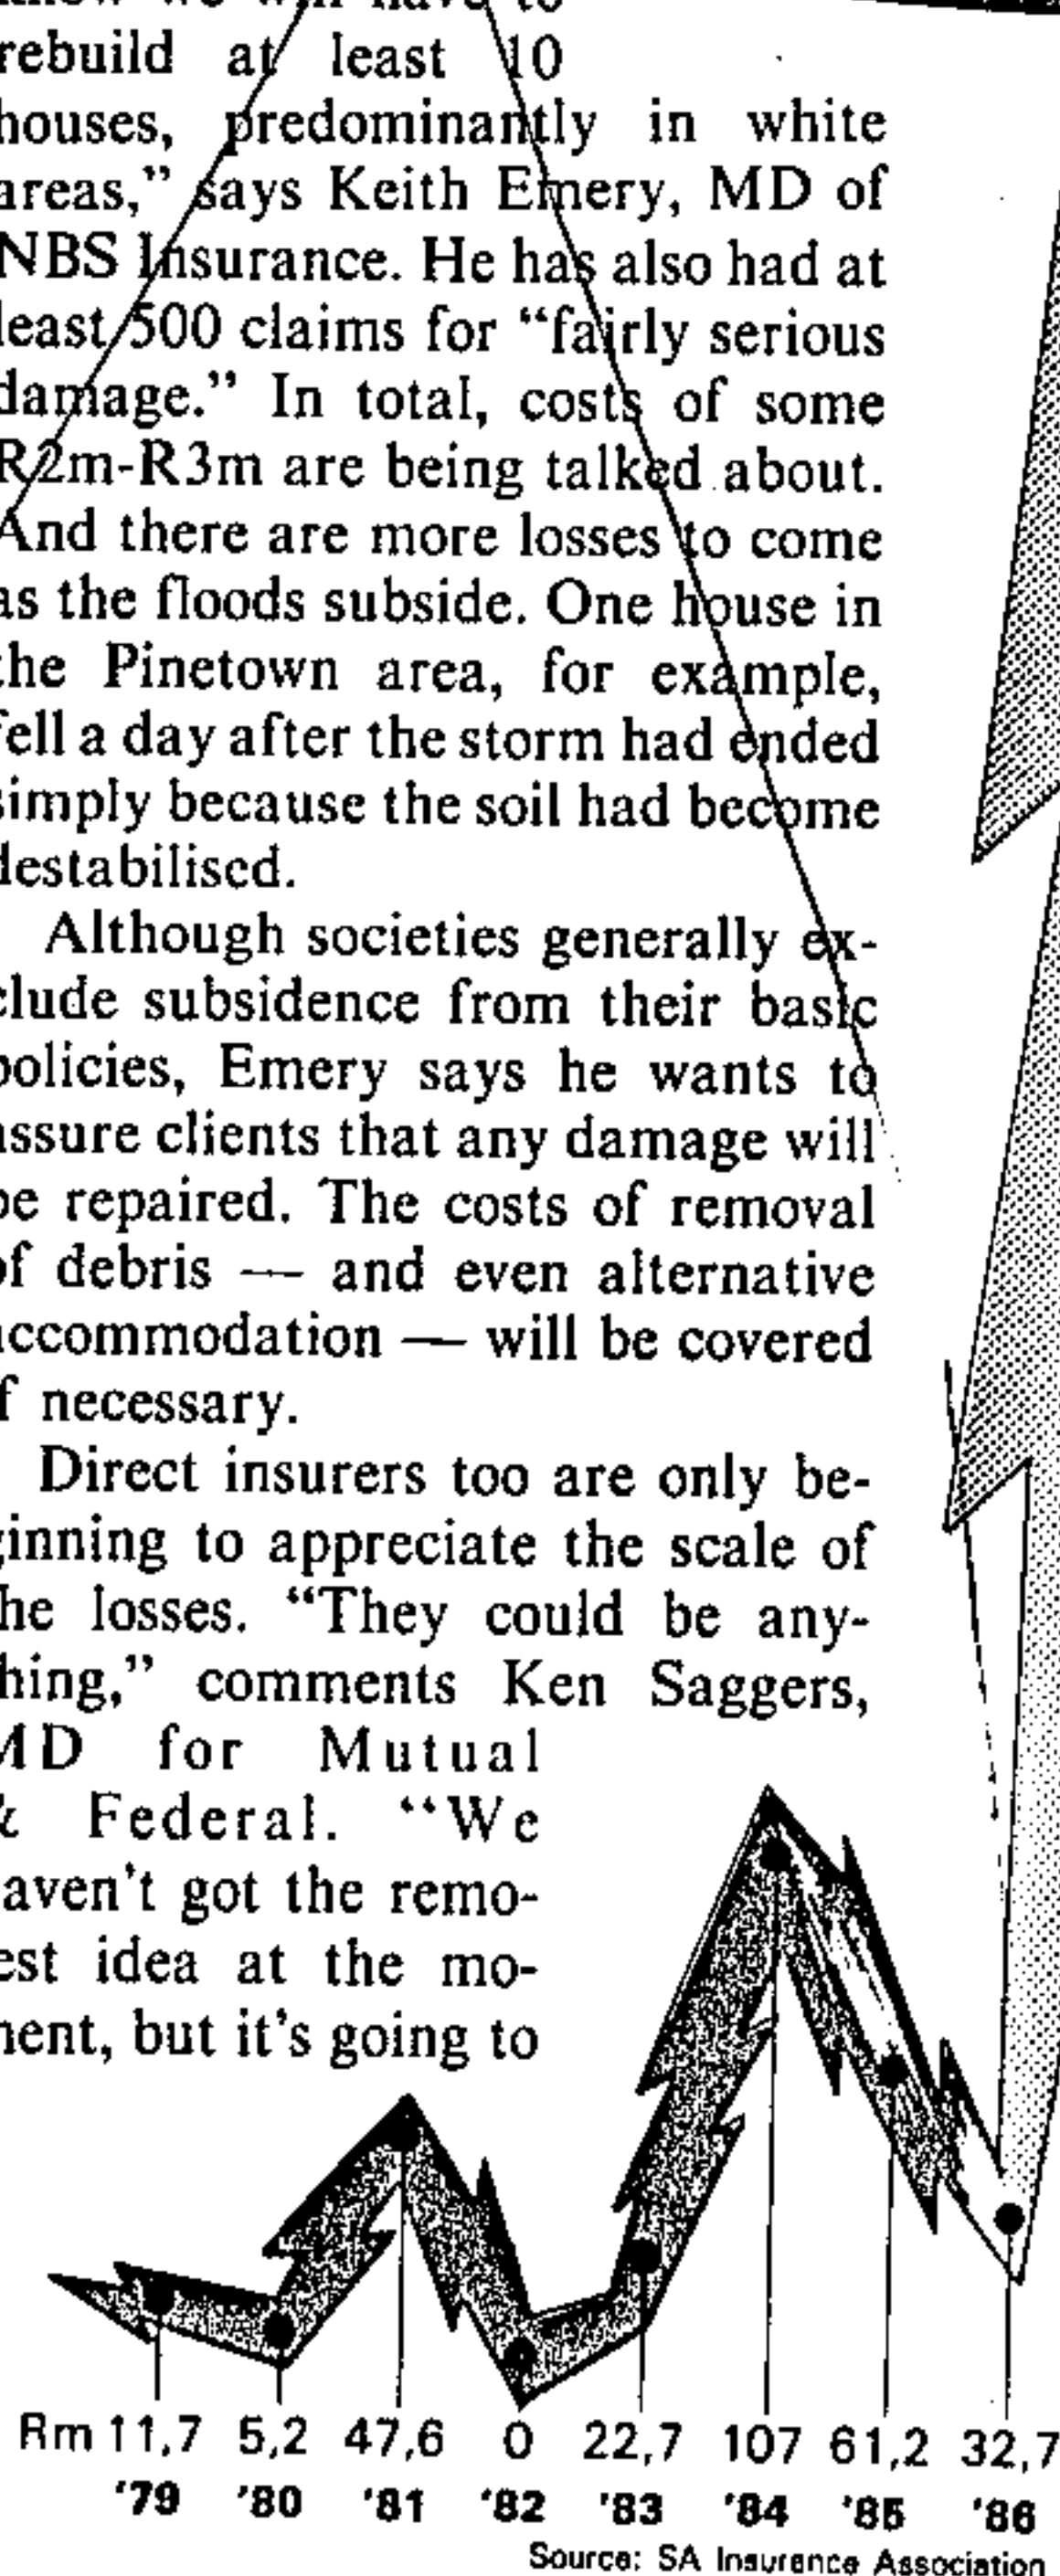 know we will have to
rebuild at least 10
houses, predominantly in white
areas,” says Keith Emery, MD of
NBS Insurance. He has also had at
least 500 claims for “fairly serious
damage.” In total, costs of some
R2m-R3m are being talked about.
And there are more losses to come
as the floods subside. One house in
the Pinetown area, for example,
fell a day after the storm had ended
simply because the soil had become
destabilised.
Although societies generally ex-
clude subsidence from their basic
policies, Emery says he wants to
assure clients that any damage will
be repaired. The costs of removal
of debris — and even alternative
accommodation — will be covered
if necessary.
Direct insurers too are only be-
ginning to appreciate the scale of
the losses. “They could be any-
thing,” comments Ken Saggers,
MD for Mutual
& Federal. “We
haven't got the remo-
est idea at the mo-
ment, but it's going to
Rm 11,7 5,2 47,6 0 22,7 107 61,2 32,7
'79 '80 '81 '82 '83 '84 '85 '86
Source: SA Insurance Association